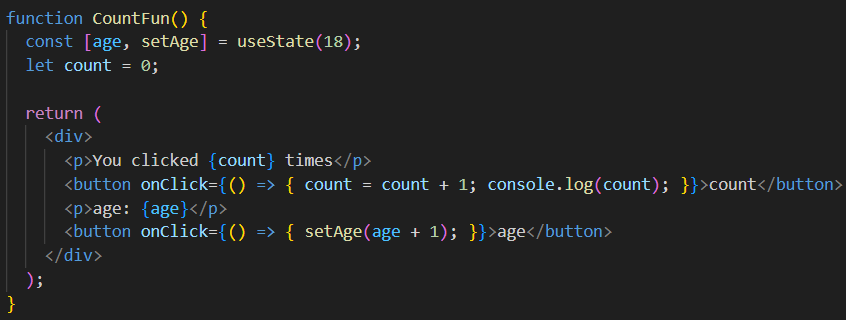 function CountFun() {
  const [age, setAge] = useState(18);
  let count = 0;

  return (
    <div>
      <p>You clicked {count} times</p>
      <button onClick={() => { count = count + 1; console.log(count); }}>count</button>
      <p>age: {age}</p>
      <button onClick={() => { setAge(age + 1); }}>age</button>
    </div>
  );
}